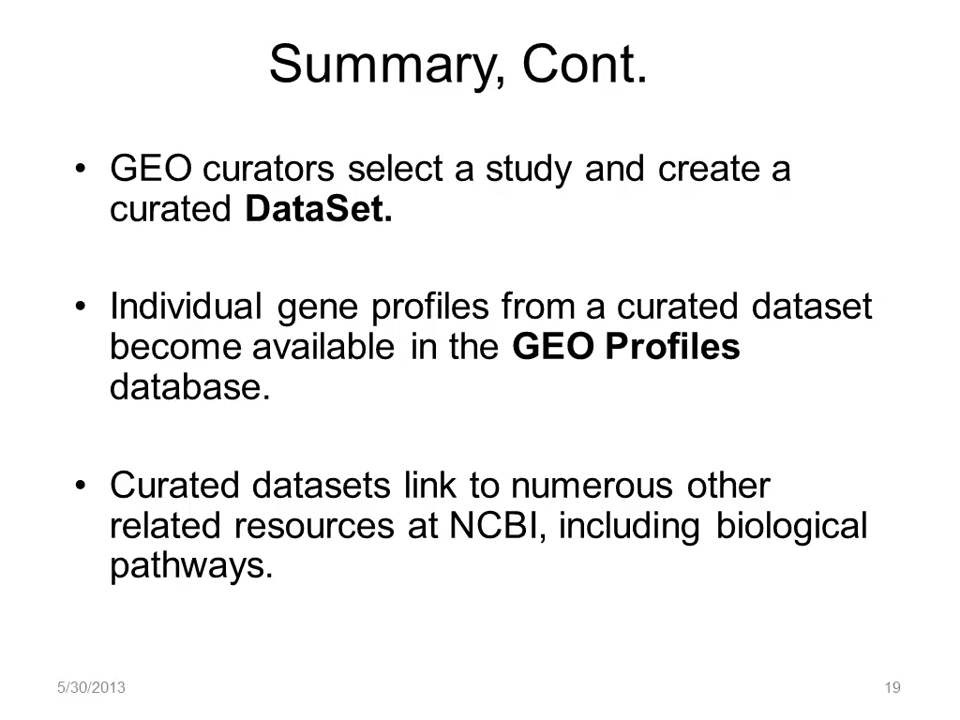 Summary, Cont.
• GEO curators select a study and create a
curated DataSet.
• Individual gene profiles from a curated dataset
become available in the GEO Profiles
database.
• Curated datasets link to numerous other
related resources at NCBI, including biological
pathways.
5/30/2013
19